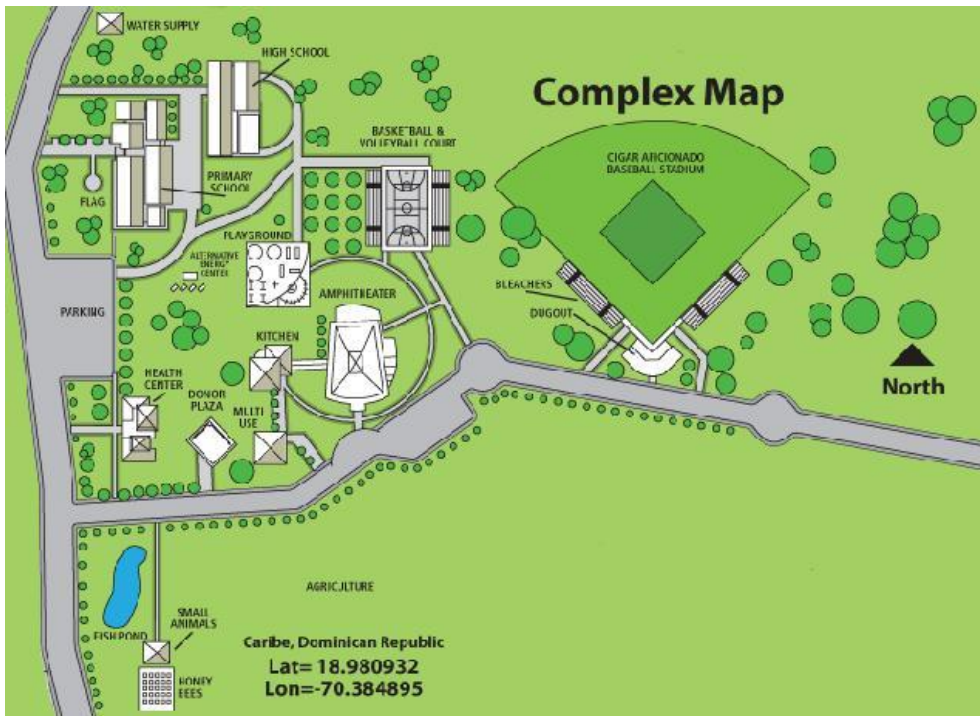 WATER SUPPLY
HIGH SCHOOL
Complex Map
BASKETBALL &
VOLLEYBALL COURT
CIGAR AFICIONADO
BASEBALL STADIUM
PRIMARY
SCHOOL
FLAG
PLAYGROUND
ALTERNATIVE
ENERGY
CENTER
BLEACHERS
AMPHITHEATER
PARKING
DUGOUT
KITCHEN
HEALTH
CENTER
DONOR
PLAZA
MULTI
USE
North
AGRICLTURE
SMALL
ANIMALS
FISH POND
Caribe, Dominican Republic
Lat= 18.980932
Lon=-70.384895
HONEY
BEES